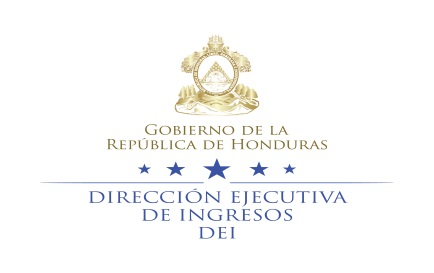 GOBIERNO DE LA
REPÚBLICA DE HONDURAS
DIRECCIÓN EJECUTIVA
DE INGRESOS
DEI